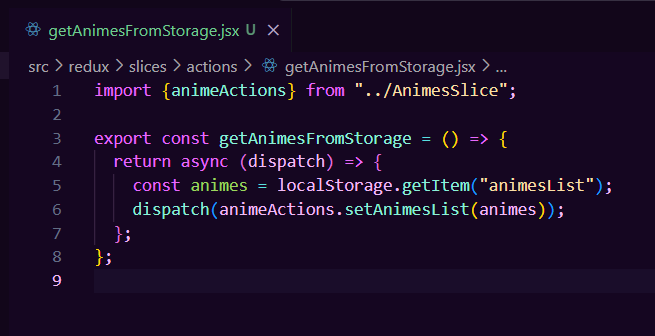 getAnimesFromStorage.jsx U ×
src > redux > slices > actions > getAnimesFromStorage.jsx > ...
1 import {animeActions} from "../AnimesSlice";
2
3 export const getAnimesFromStorage = () => {
4 return async (dispatch) => {
5 const animes = localStorage.getItem("animesList");
6 dispatch(animeActions.setAnimesList(animes));
7 };
8 };
9